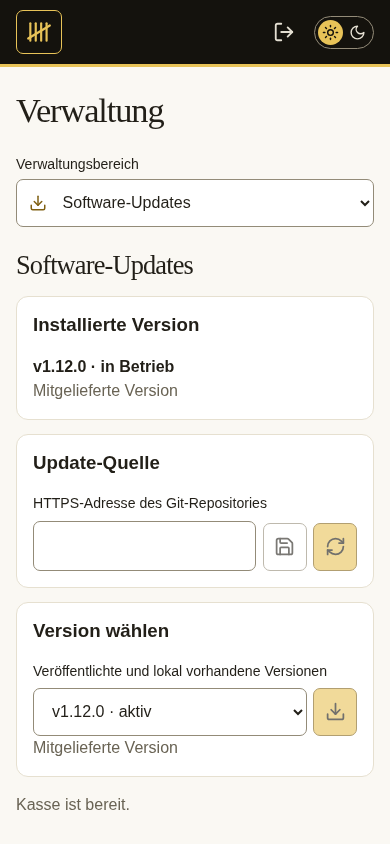 Verwaltung
Verwaltungsbereich
Software-Updates
Software-Updates
Installierte Version
v1.12.0 · in Betrieb
Mitgelieferte Version
Update-Quelle
HTTPS-Adresse des Git-Repositories
Version wählen
Veröffentlichte und lokal vorhandene Versionen
v1.12.0 · aktiv
Mitgelieferte Version
Kasse ist bereit.